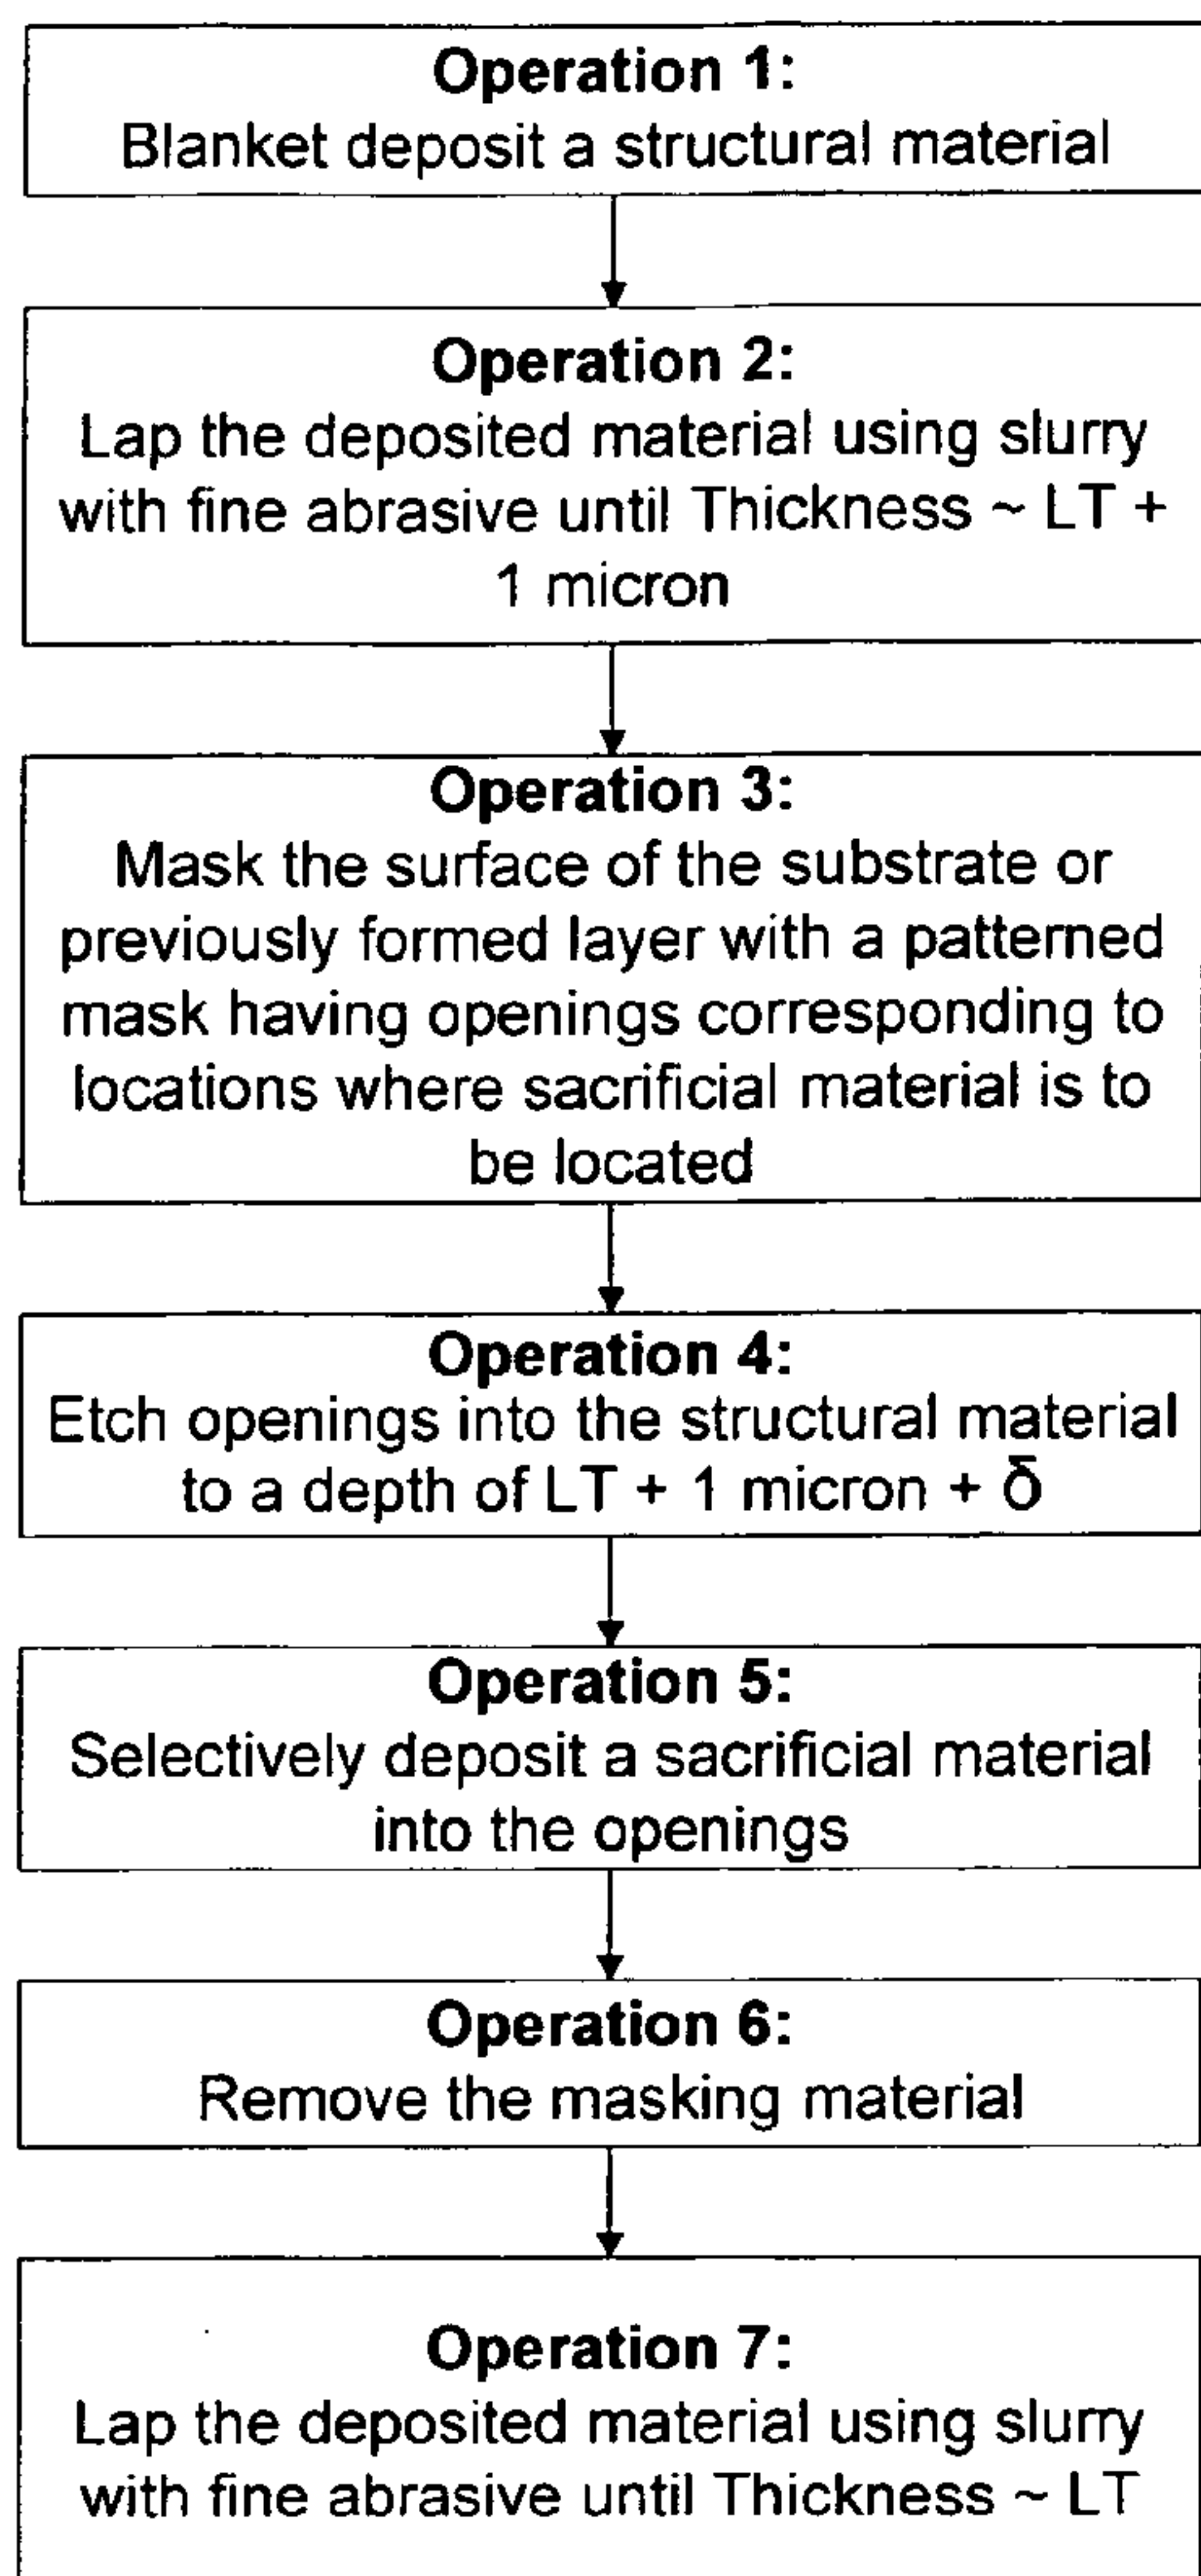 Operation 1:
Blanket deposit a structural material
Operation 2:
Lap the deposited material using slurry
with fine abrasive until Thickness ~ LT +
1 micron
Operation 3:
Mask the surface of the substrate or
previously formed layer with a patterned
mask having openings corresponding to
locations where sacrificial material is to
be located
Operation 4:
Etch openings into the structural material
to a depth of LT + 1 micron + δ
Operation 5:
Selectively deposit a sacrificial material
into the openings
Operation 6:
Remove the masking material
Operation 7:
Lap the deposited material using slurry
with fine abrasive until Thickness ~ LT